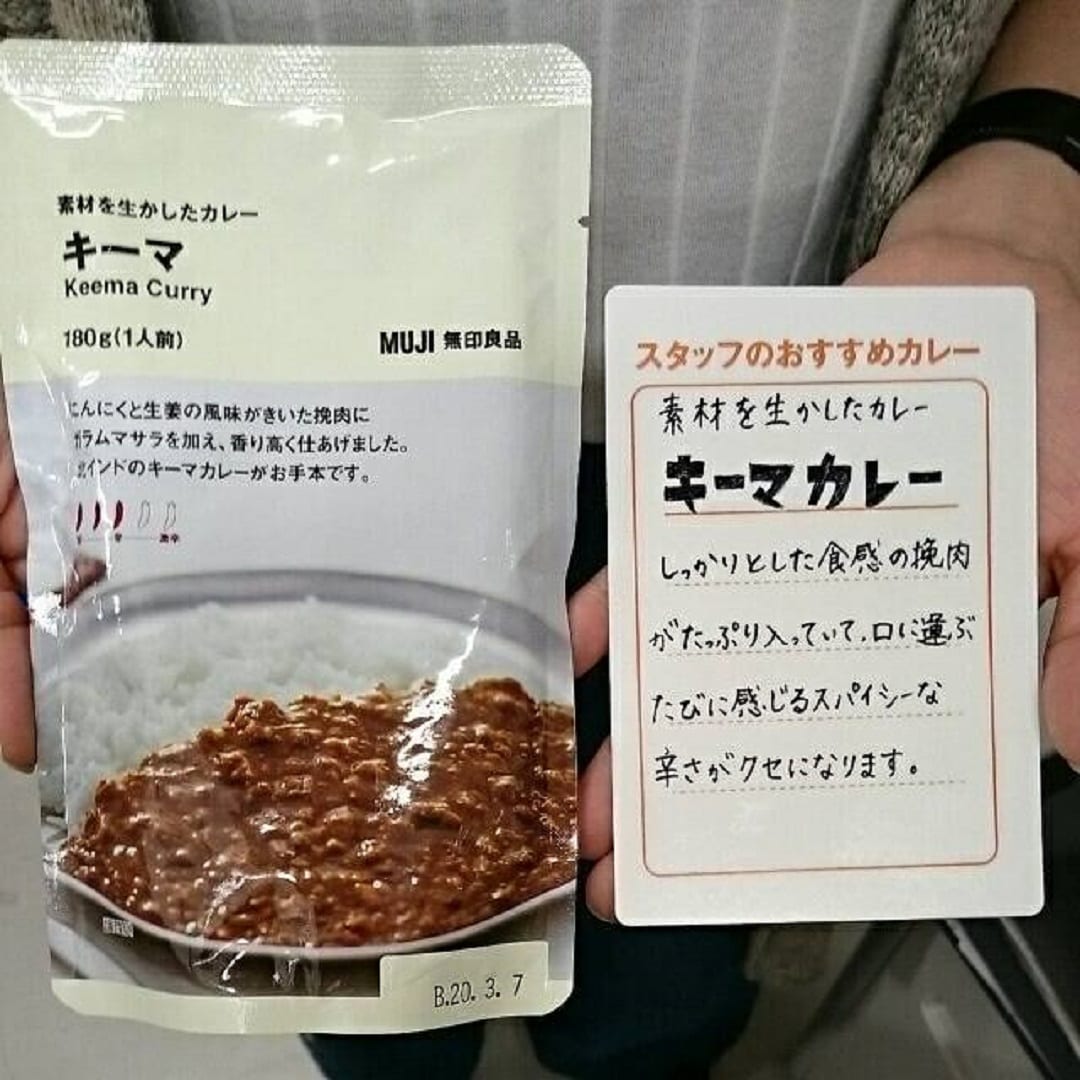 素材を生かしたカレー
キーマ
Keema Curry
180g(1人前)
MUJI 無印良品
にんにくと生姜の風味がきいた挽肉に
ガラムマサラを加え、香り高く仕あげました。
北インドのキーマカレーがお手本です。
辛
激辛
B.20.3.7
スタッフのおすすめカレー
素材を生かしたカレー
キーマカレー
しっかりとした食感の挽肉
がたっぷり入っていて、口に運ぶ
たびに感じるスパイシーな
辛さがクセになります。